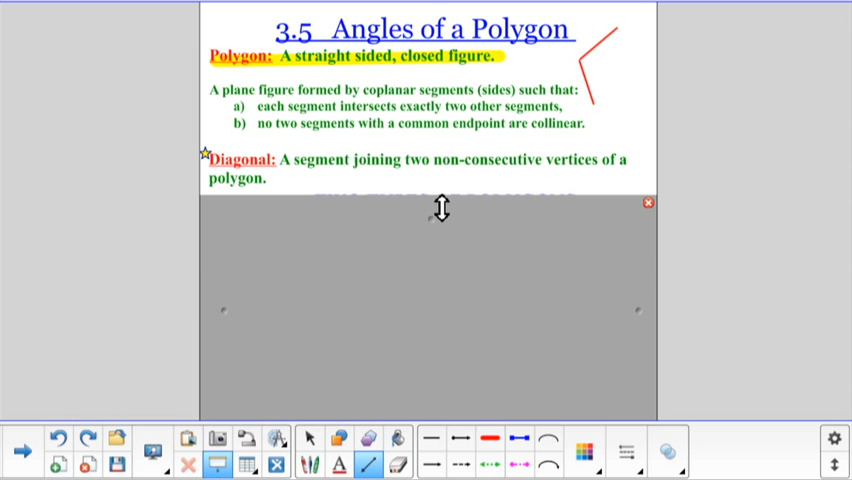 3.5 Angles of a Polygon
Polygon: A straight sided, closed figure.
A plane figure formed by coplanar segments (sides) such that:
a) each segment intersects exactly two other segments,
b) no two segments with a common endpoint are collinear.
Diagonal: A segment joining two non-consecutive vertices of a
polygon.